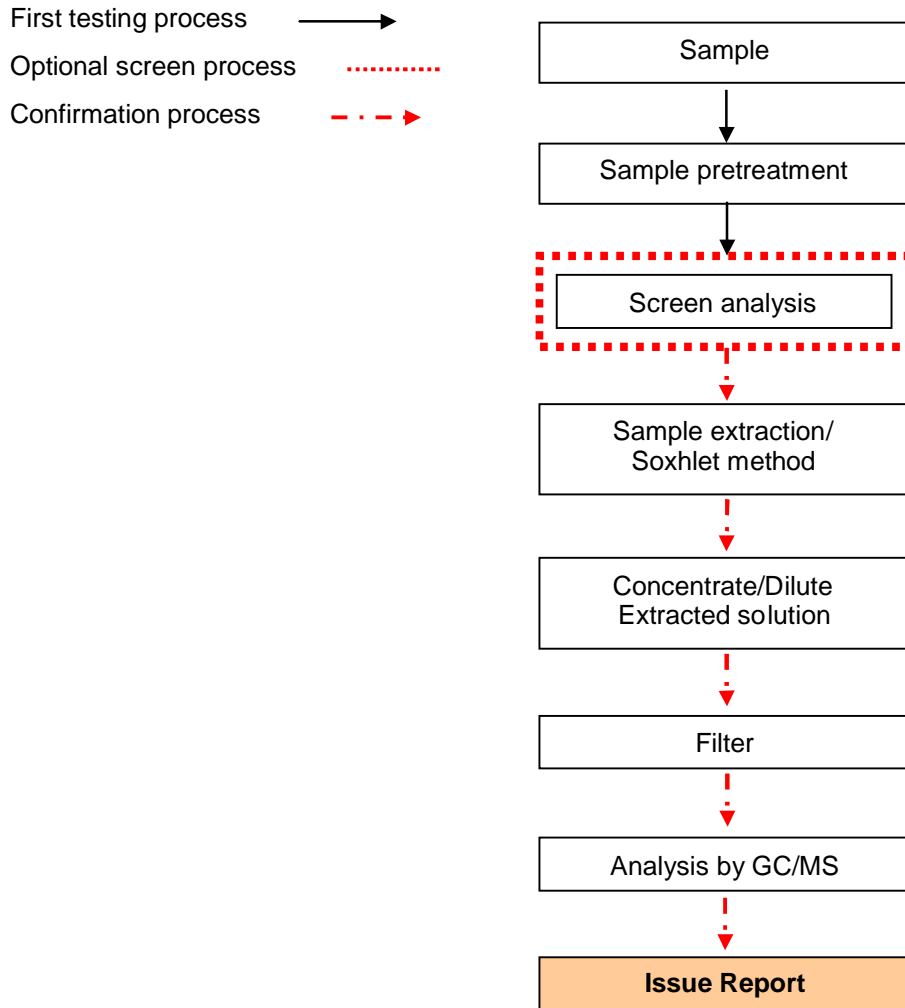 First testing process
Optional screen process
Confirmation process
Sample
Sample pretreatment
Screen analysis
Sample extraction/
Soxhlet method
Concentrate/Dilute
Extracted solution
Filter
Analysis by GC/MS
Issue Report